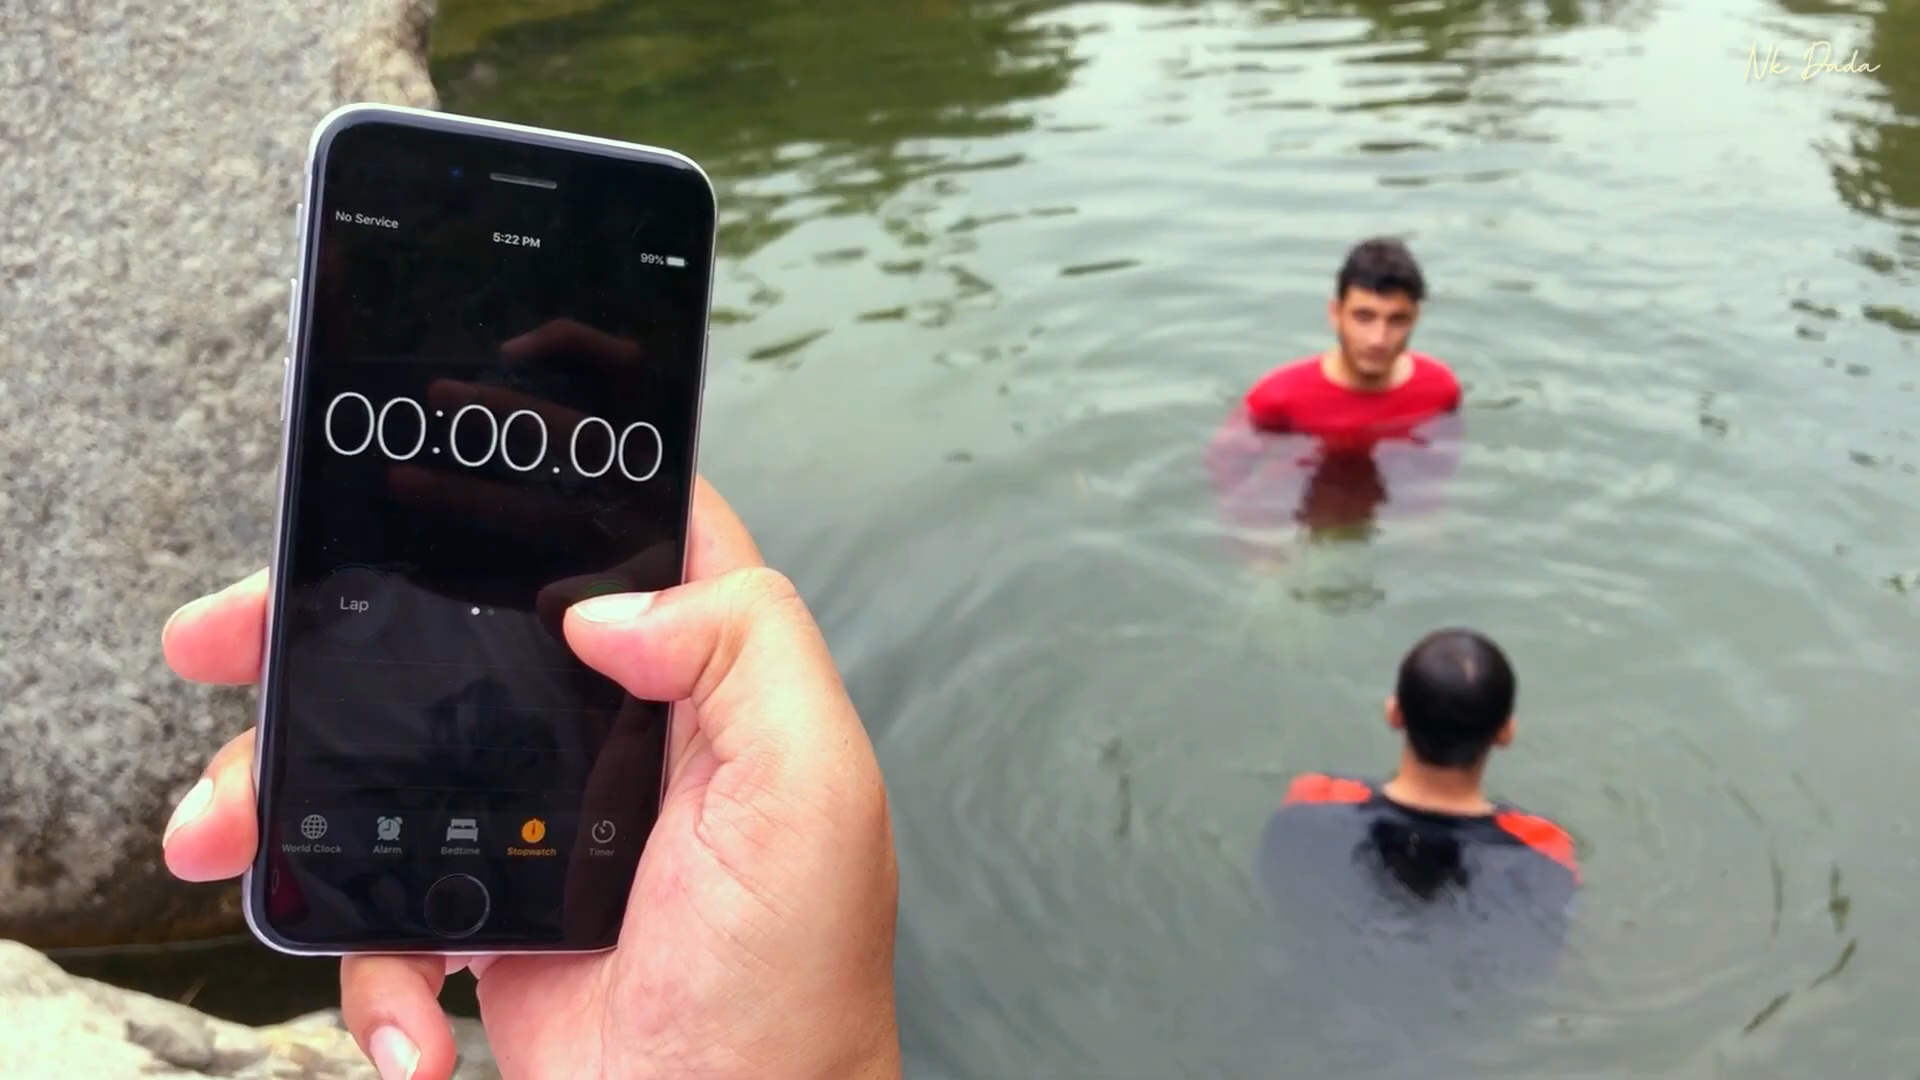 Nk Dada
No Service
5:22 PM
99%
00:00.00
Lap
World Clock
Alarm
Bedtime
Stopwatch
Timer